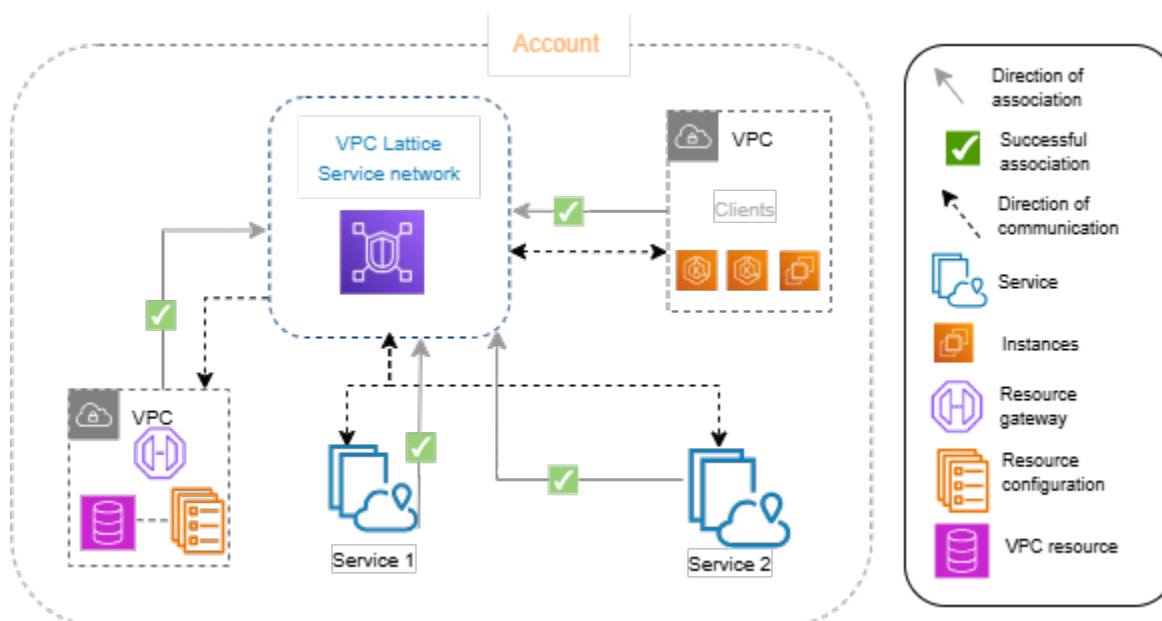 Account
VPC Lattice
Service network
VPC
Clients
VPC
Service 1
Service 2
Direction of
association
Successful
association
Direction of
communication
Service
Instances
Resource
gateway
Resource
configuration
VPC resource